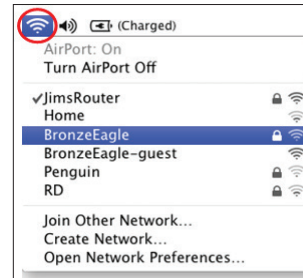 (Charged)
AirPort: On
Turn AirPort Off
✓JimsRouter
Home
BronzeEagle
BronzeEagle-guest
Penguin
RD
Join Other Network...
Create Network...
Open Network Preferences...